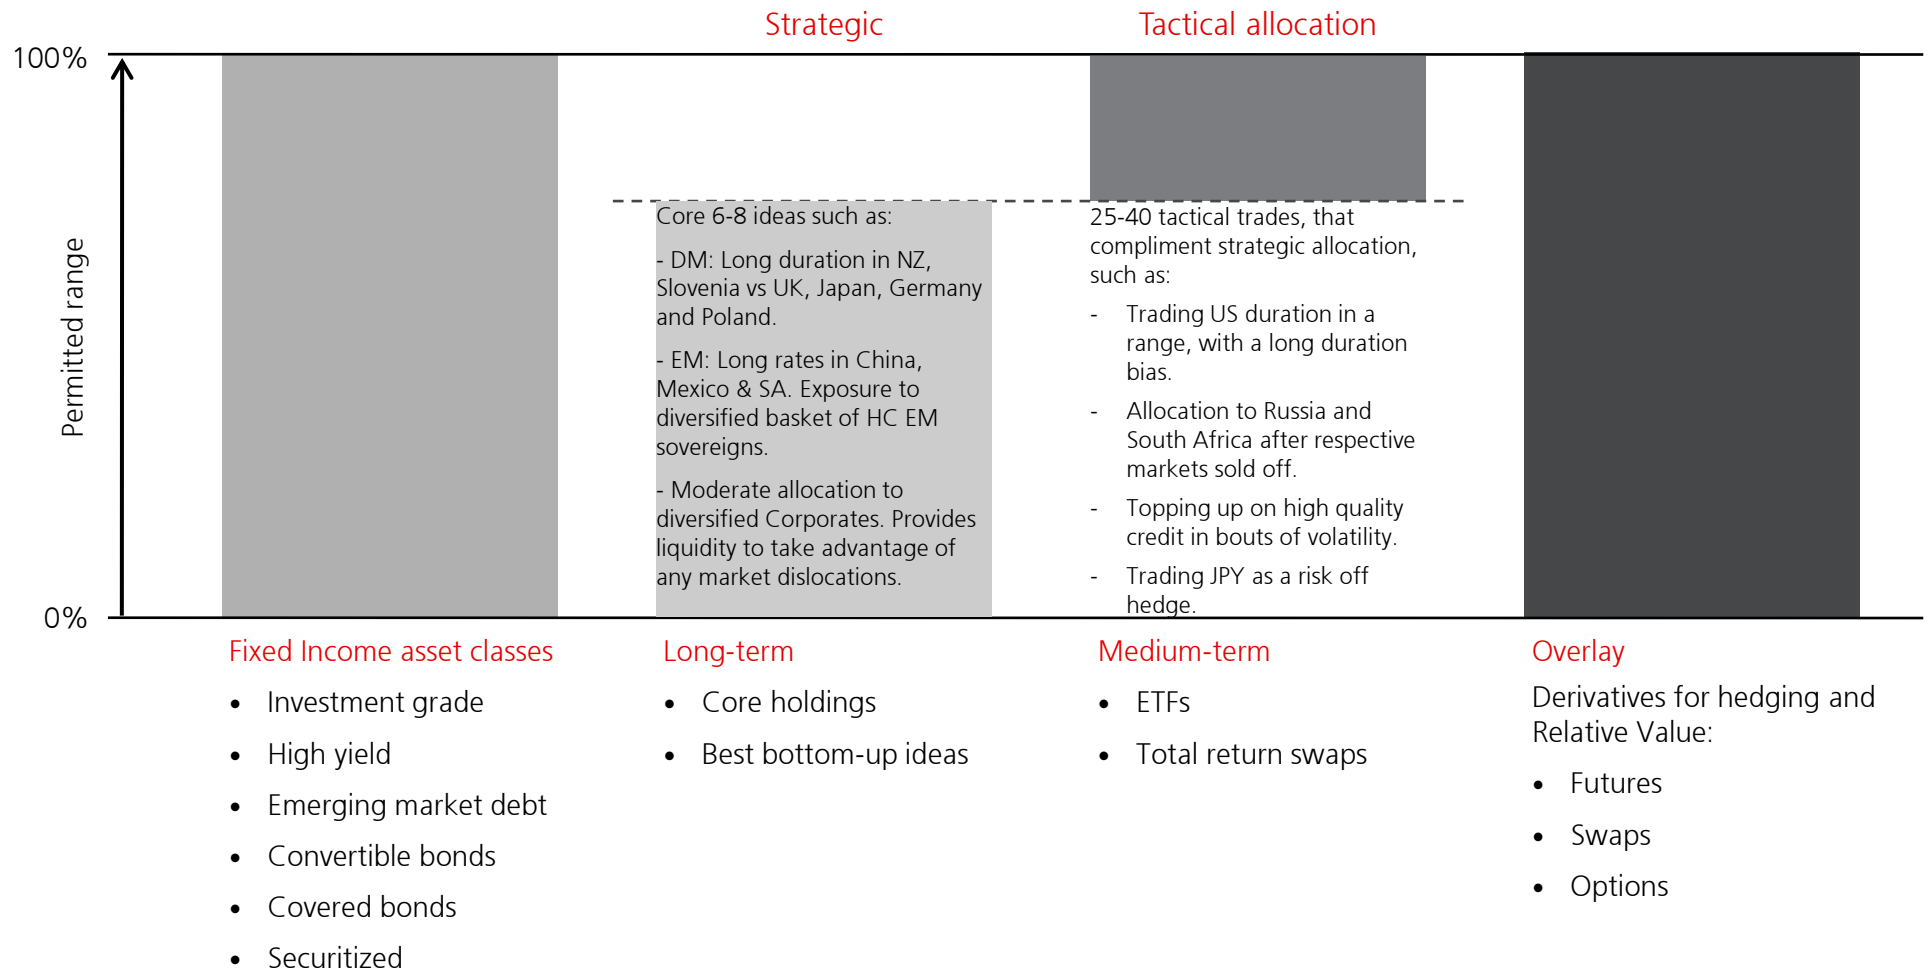 Strategic
Tactical allocation
100%
Permitted range
0%
Core 6-8 ideas such as:
- DM: Long duration in NZ,
Slovenia vs UK, Japan, Germany
and Poland.
- EM: Long rates in China,
Mexico & SA. Exposure to
diversified basket of HC EM
sovereigns.
- Moderate allocation to
diversified Corporates. Provides
liquidity to take advantage of
any market dislocations.
25-40 tactical trades, that
compliment strategic allocation,
such as:
- Trading US duration in a
range, with a long duration
bias.
- Allocation to Russia and
South Africa after respective
markets sold off.
- Topping up on high quality
credit in bouts of volatility.
- Trading JPY as a risk off
hedge.
Fixed Income asset classes
• Investment grade
• High yield
• Emerging market debt
• Convertible bonds
• Covered bonds
• Securitized
Long-term
• Core holdings
• Best bottom-up ideas
Medium-term
• ETFs
• Total return swaps
Overlay
Derivatives for hedging and
Relative Value:
• Futures
• Swaps
• Options